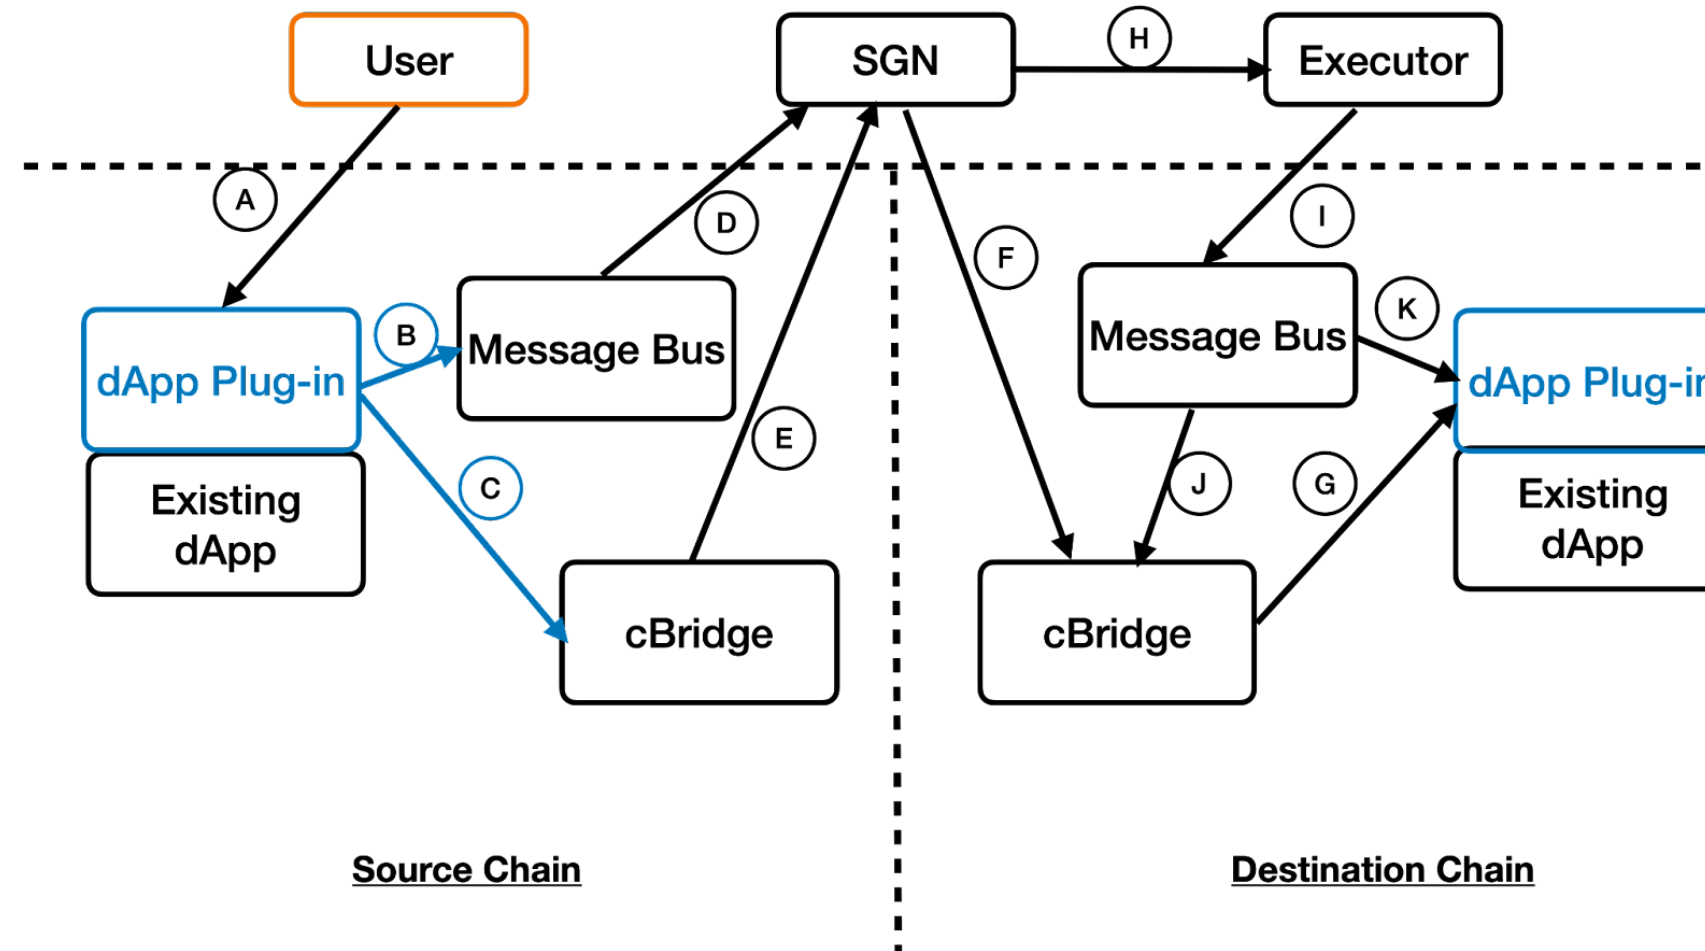 User
SGN
H
Executor
A
D
F
I
dApp Plug-in
B
Message Bus
Message Bus
K
dApp Plug-in
C
E
J
G
Existing
dApp
Existing
dApp
cBridge
cBridge
Source Chain
Destination Chain